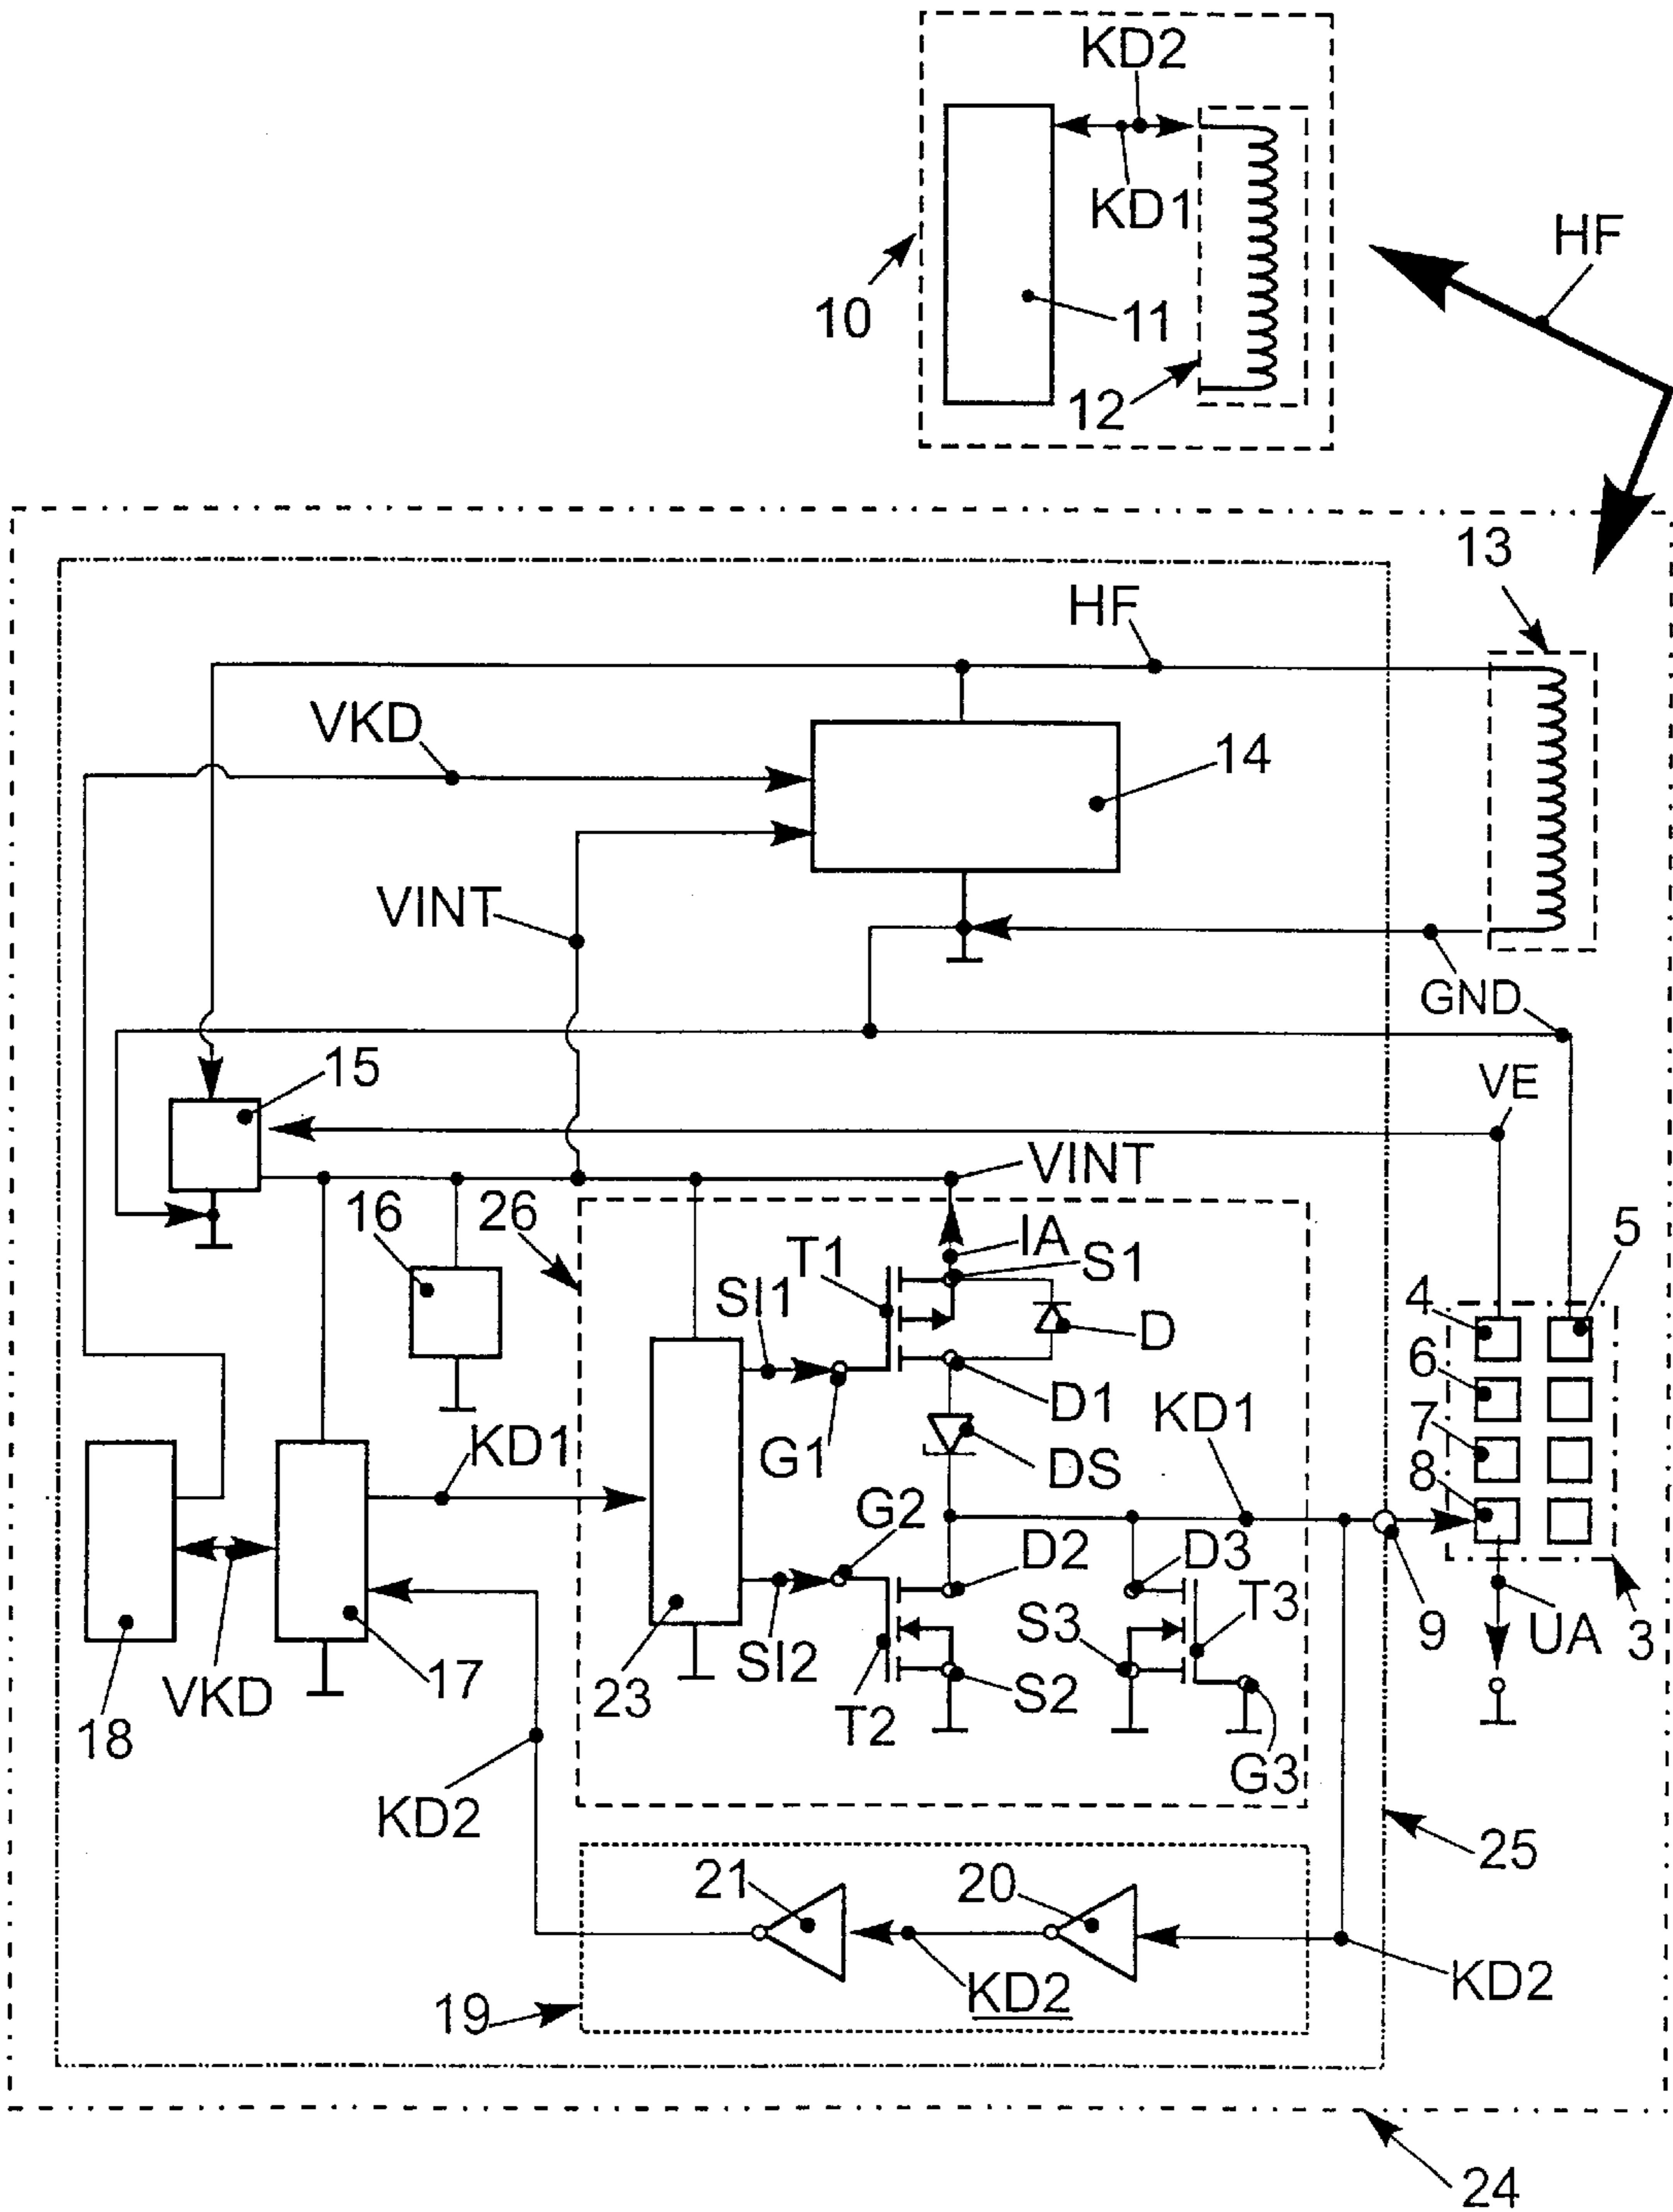 KD2
HF
KD1
10
11
12
13
HF
VKD
14
VINT
GND
15
VE
VINT
16
26
IA
5
T1
S1
SI1
4
D
6
D1
KD1
7
KD1
G1
DS
8
G2
D2
D3
T3
S3
9
UA
3
SI2
S2
17
23
VKD
T2
18
G3
KD2
25
21
20
KD2
KD2
19
24